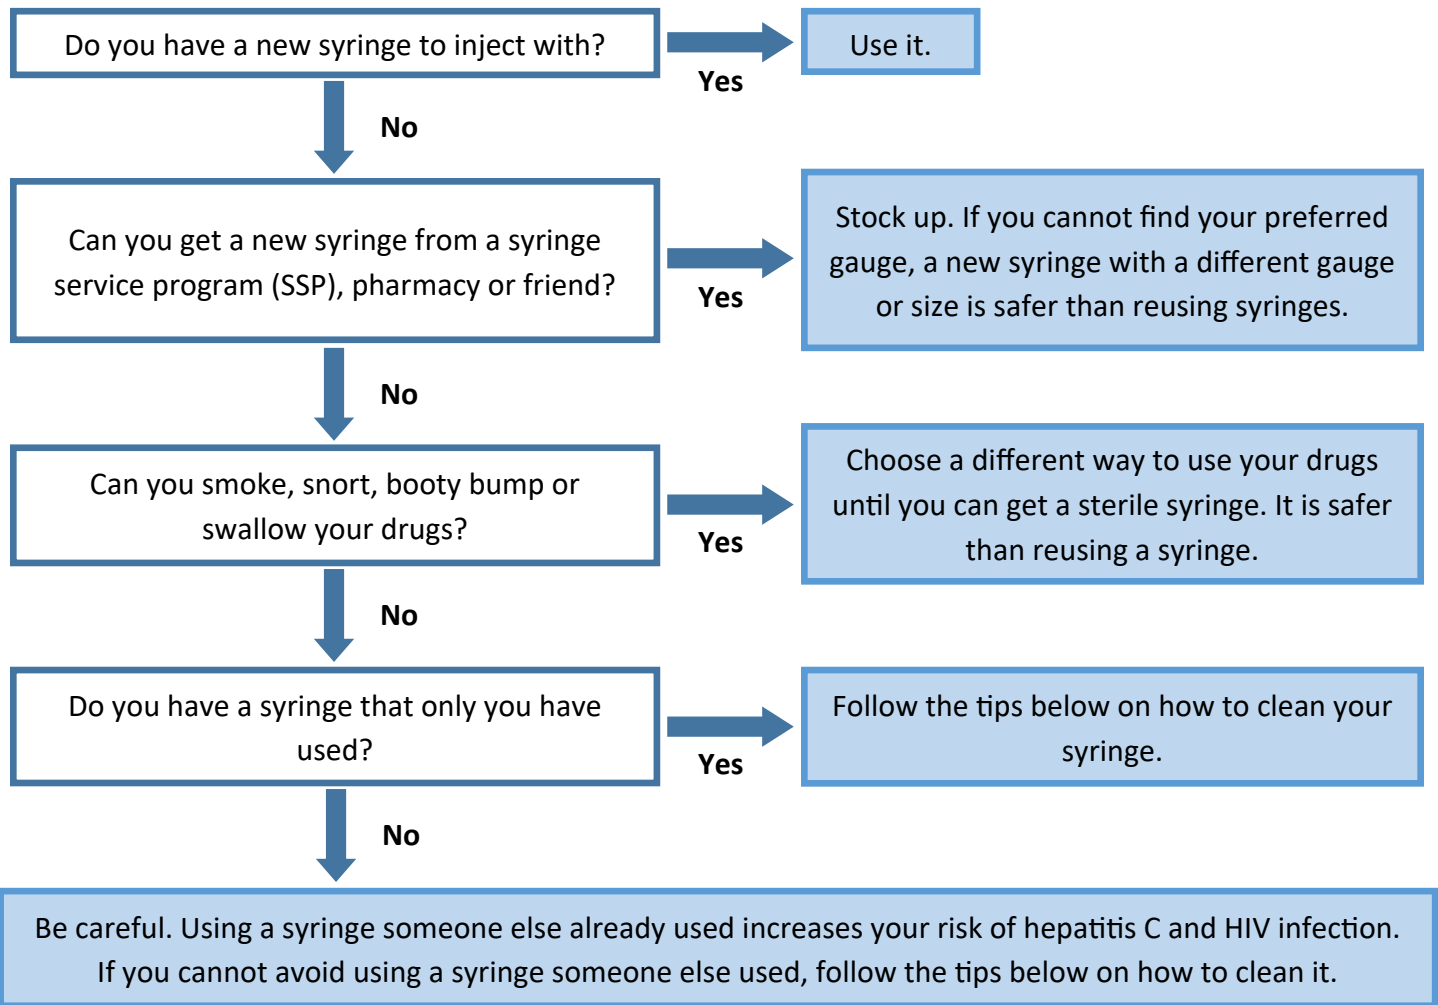 Do you have a new syringe to inject with?
Yes
Use it.
No
Can you get a new syringe from a syringe
service program (SSP), pharmacy or friend?
Yes
Stock up. If you cannot find your preferred
gauge, a new syringe with a different gauge
or size is safer than reusing syringes.
No
Can you smoke, snort, booty bump or
swallow your drugs?
Yes
Choose a different way to use your drugs
until you can get a sterile syringe. It is safer
than reusing a syringe.
No
Do you have a syringe that only you have
used?
Yes
Follow the tips below on how to clean your
syringe.
No
Be careful. Using a syringe someone else already used increases your risk of hepatitis C and HIV infection.
If you cannot avoid using a syringe someone else used, follow the tips below on how to clean it.